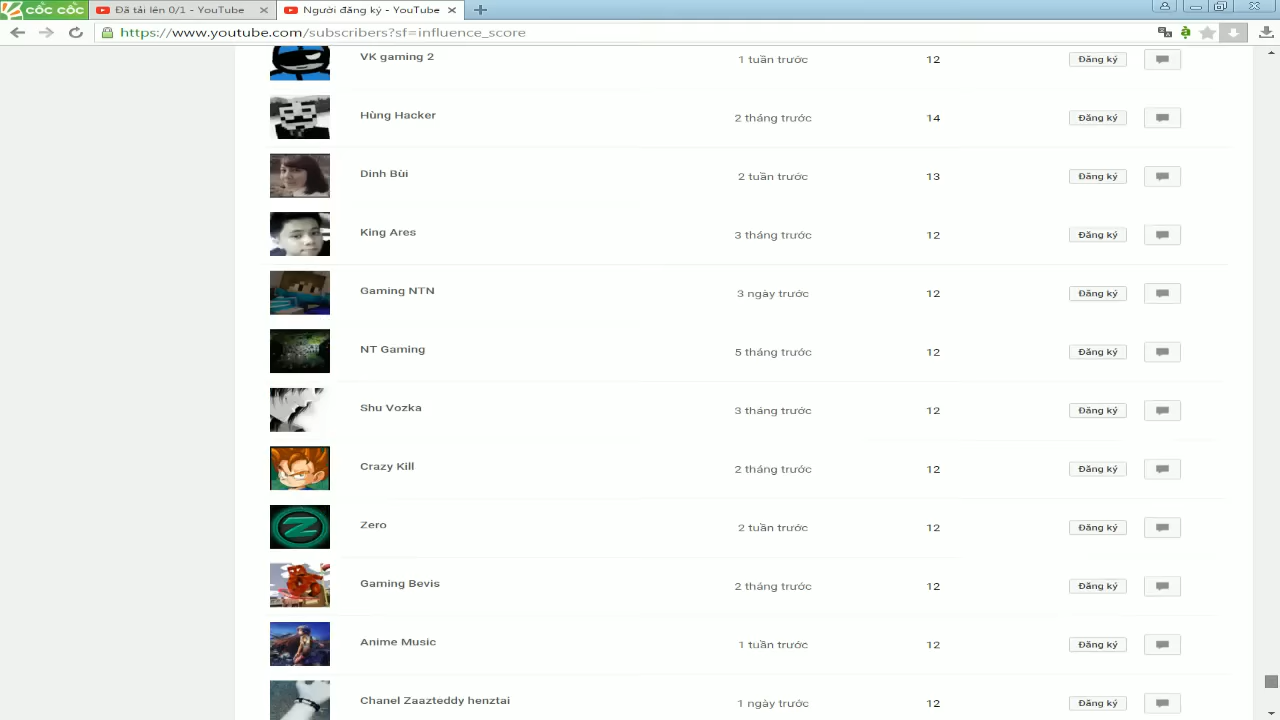 CỐC CỐC
Đã tải lên 0/1 - YouTube
Người đăng ký - YouTube
https://www.youtube.com/subscribers?sf=influence_score
VK gaming 2 1 tuần trước 12 Đăng ký
Hùng Hacker 2 tháng trước 14 Đăng ký
Dinh Bùi 2 tuần trước 13 Đăng ký
King Ares 3 tháng trước 12 Đăng ký
Gaming NTN 3 ngày trước 12 Đăng ký
NT Gaming 5 tháng trước 12 Đăng ký
Shu Vozka 3 tháng trước 12 Đăng ký
Crazy Kill 2 tháng trước 12 Đăng ký
Z
Zero 2 tuần trước 12 Đăng ký
Gaming Bevis 2 tháng trước 12 Đăng ký
Anime Music 1 tuần trước 12 Đăng ký
Chanel Zaazteddy henztai 1 ngày trước 12 Đăng ký